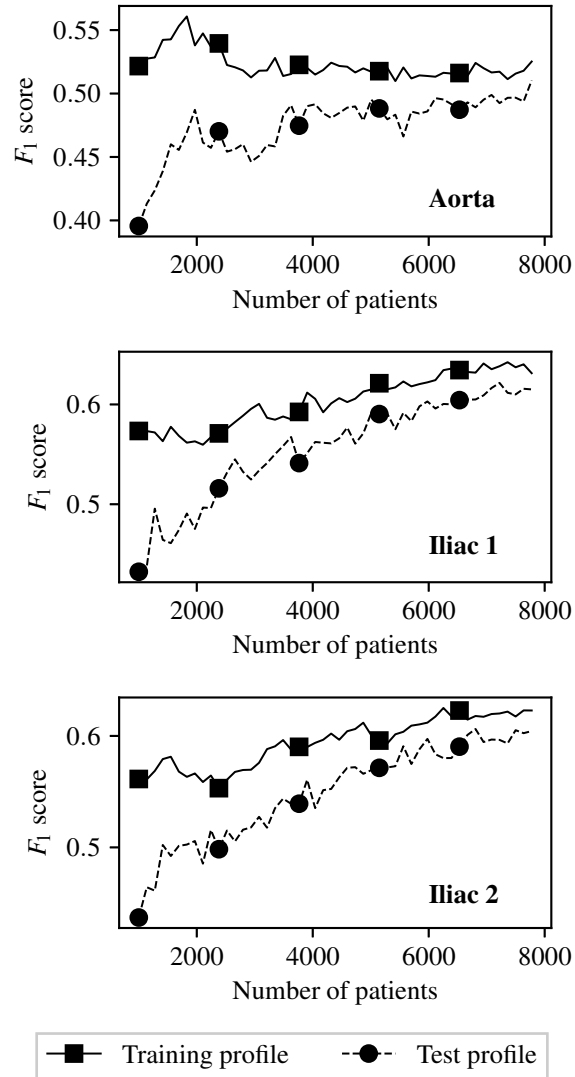 0.55
0.50
0.45
0.40
F1 score
Aorta
2000 4000 6000 8000
Number of patients
0.6
0.5
F1 score
Iliac 1
2000 4000 6000 8000
Number of patients
0.6
0.5
F1 score
Iliac 2
2000 4000 6000 8000
Number of patients
Training profile Test profile